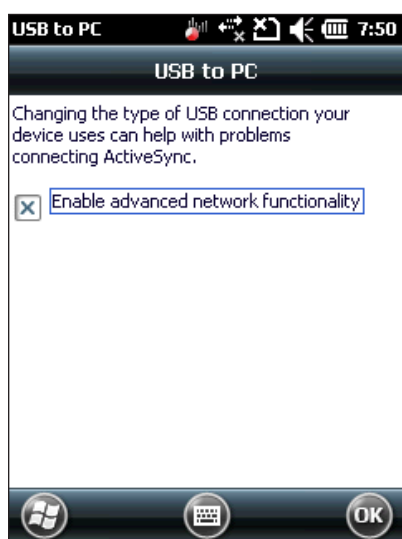 USB to PC 7:50
USB to PC
Changing the type of USB connection your
device uses can help with problems
connecting ActiveSync.
Enable advanced network functionality
OK